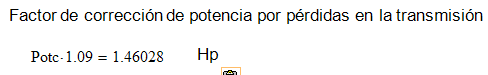 Factor de corrección de potencia por pérdidas en la transmisión
Potc·1.09 = 1.46028 Hp